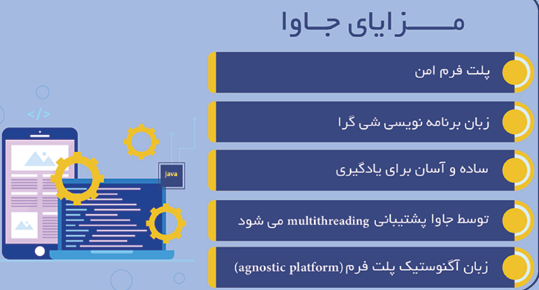 مـــزایای جـاوا
پلت فرم امن
زبان برنامه نویسی شی گرا
ساده و آسان برای یادگیری
توسط جاوا پشتیبانی multithreading می شود
زبان آگنوستیک پلت فرم (agnostic platform)
</>
java